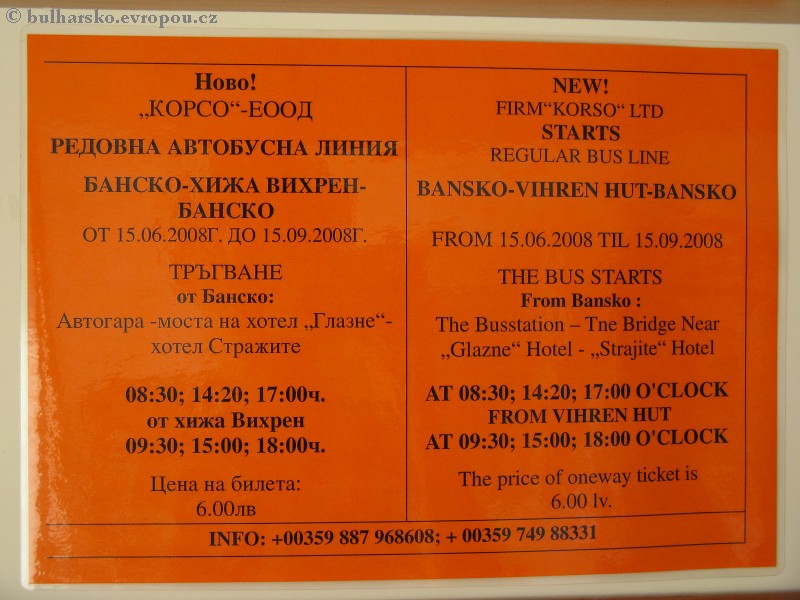 © bulharsko.evropou.cz
Ново!
„КОРСО“-ЕООД
РЕДОВНА АВТОБУСНА ЛИНИЯ
БАНСКО-ХИЖА ВИХРЕН-
БАНСКО
ОТ 15.06.2008Г. ДО 15.09.2008Г.
ТРЪГВАНЕ
от Банско:
Автогара -моста на хотел „Глазне“-
хотел Стражите
08:30; 14:20; 17:00ч.
от хижа Вихрен
09:30; 15:00; 18:00ч.
Цена на билета:
6.00лв
NEW!
FIRM“KORSO“ LTD
STARTS
REGULAR BUS LINE
BANSKO-VIHREN HUT-BANSKO
FROM 15.06.2008 TIL 15.09.2008
THE BUS STARTS
From Bansko :
The Busstation – Tne Bridge Near
„Glazne“ Hotel - „Strajite“ Hotel
AT 08:30; 14:20; 17:00 O'CLOCK
FROM VIHREN HUT
AT 09:30; 15:00; 18:00 O'CLOCK
The price of oneway ticket is
6.00 lv.
INFO: +00359 887 968608; + 00359 749 88331